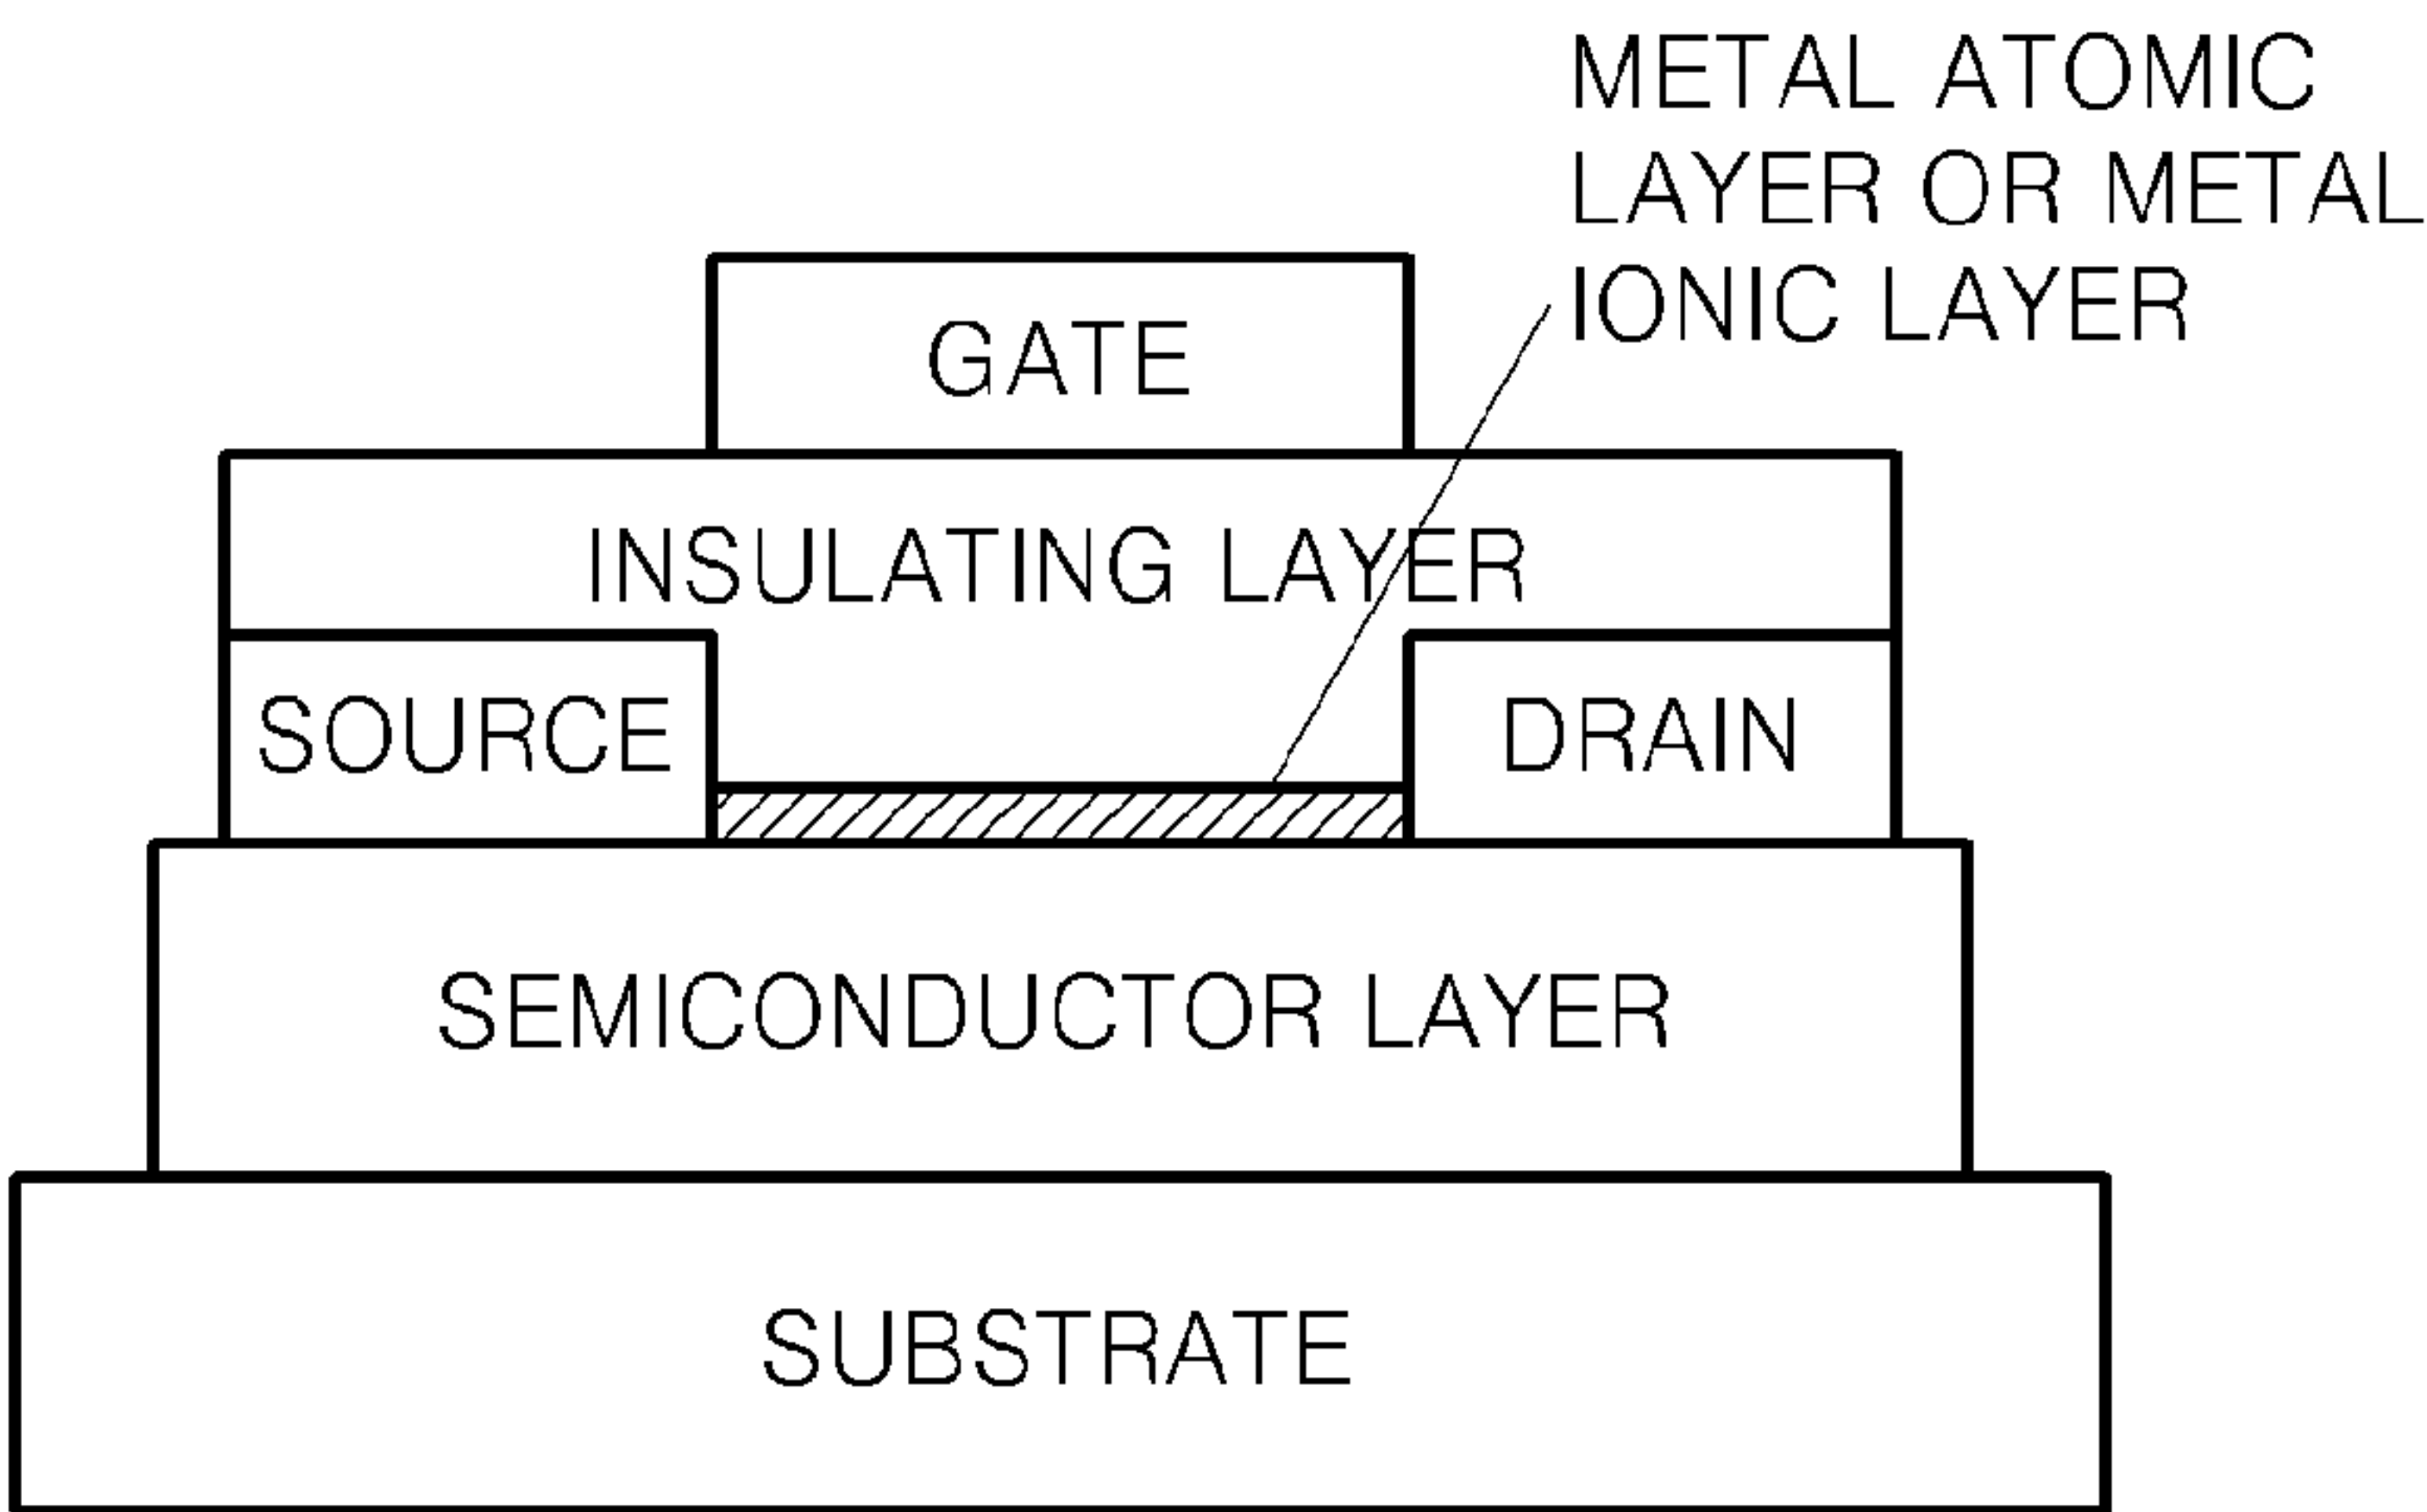 METAL ATOMIC
LAYER OR METAL
IONIC LAYER
GATE
INSULATING LAYER
SOURCE
DRAIN
SEMICONDUCTOR LAYER
SUBSTRATE